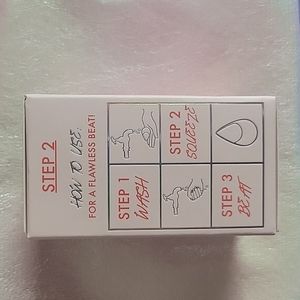 STEP 2
HOW TO USE:
FOR A FLAWLESS BEAT!
STEP 1
WASH
STEP 2
SQUEEZE
STEP 3
BEAT